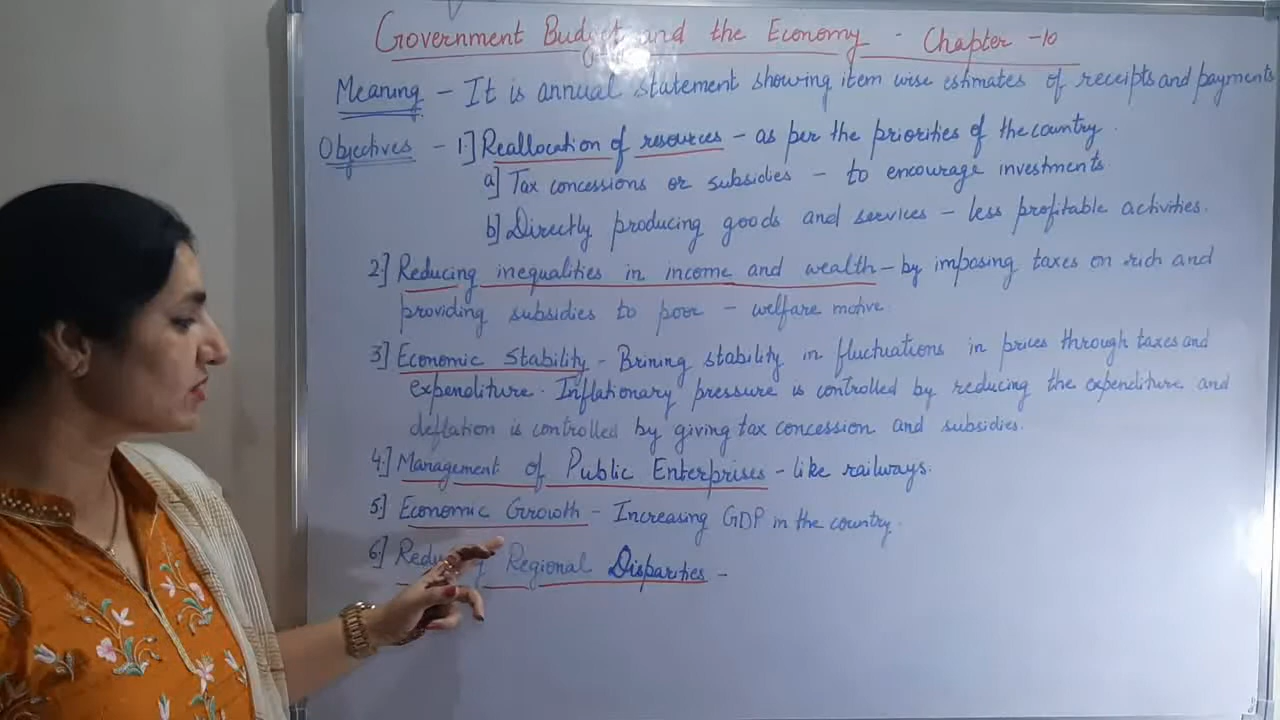 Government Budget and the Economy - Chapter -10
Meaning - It is annual statement showing item wise estimates of receipts and payments
Objectives - 1.] Reallocation of resources - as per the priorities of the country.
a] Tax concessions or subsidies - to encourage investments.
b] Directly producing goods and services - less profitable activities.
2.] Reducing inequalities in income and wealth - by imposing taxes on rich and
providing subsidies to poor - welfare motive.
3] Economic Stability - Brining stability in fluctuations in prices through taxes and
expenditure. Inflationary pressure is controlled by reducing the expenditure and
deflation is controlled by giving tax concession and subsidies.
4.] Management of Public Enterprises - like railways.
5] Economic Growth - Increasing GDP in the country.
6] Regional Disparities -